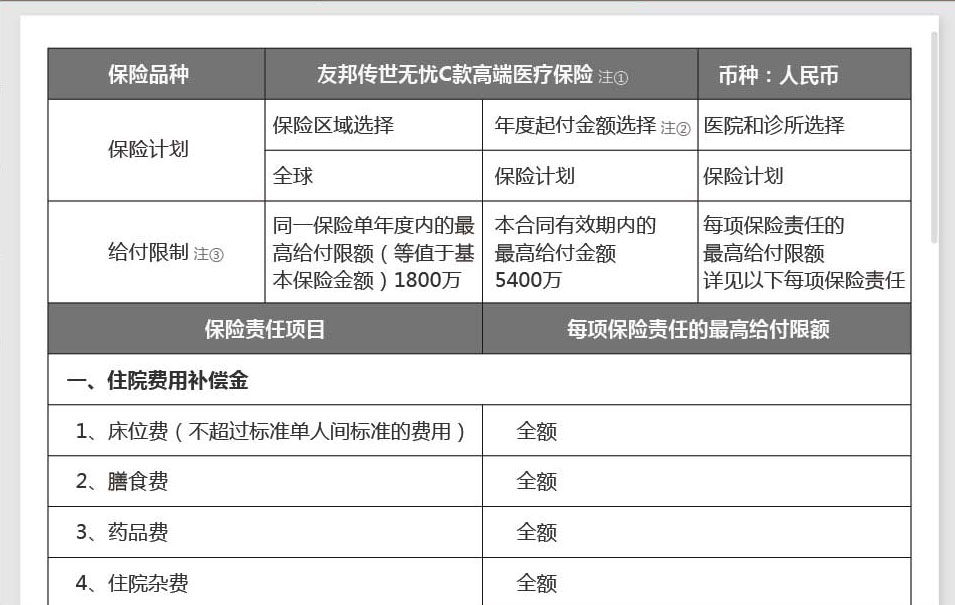 保险品种
友邦传世无忧C款高端医疗保险 注①
币种：人民币
保险计划
保险区域选择
年度起付金额选择 注②
医院和诊所选择
全球
保险计划
保险计划
给付限制 注③
同一保险单年度内的最
高给付限额（等值于基
本保险金额）1800万
本合同有效期内的
最高给付金额
5400万
每项保险责任的
最高给付限额
详见以下每项保险责任
保险责任项目
每项保险责任的最高给付限额
一、住院费用补偿金
1、床位费（不超过标准单人间标准的费用）
全额
2、膳食费
全额
3、药品费
全额
4、住院杂费
全额